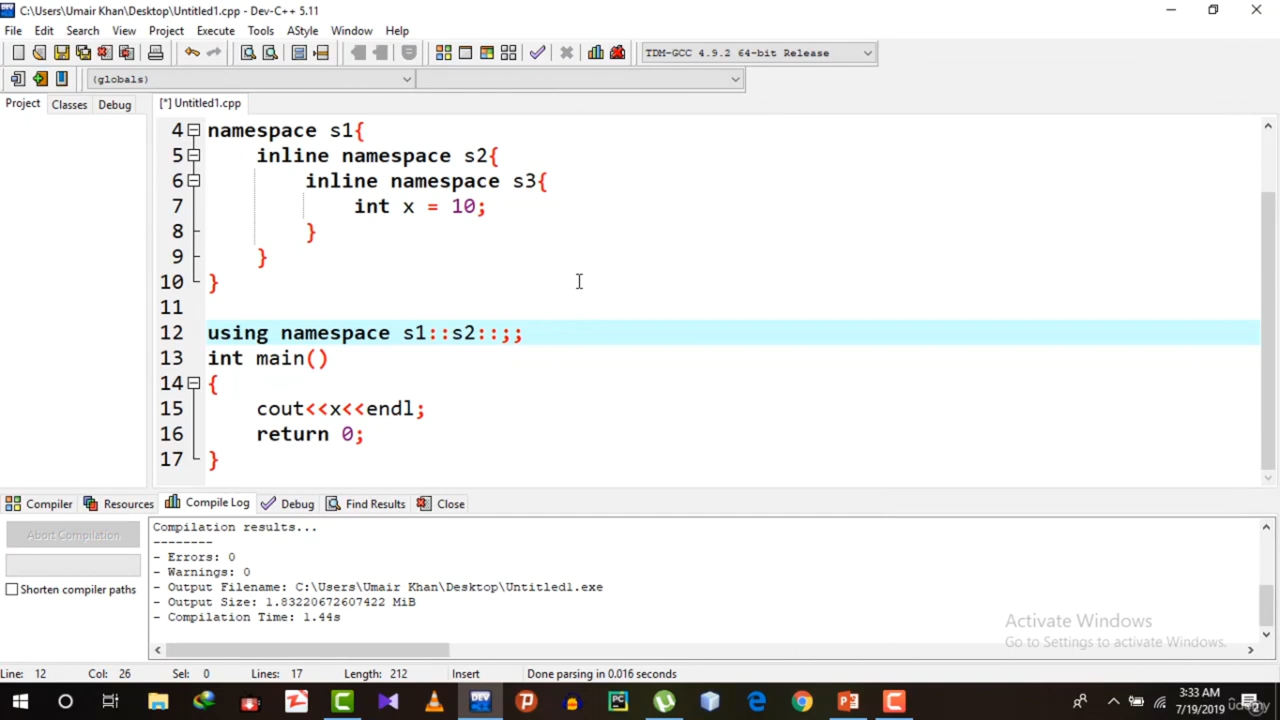 C:\Users\Umair Khan\Desktop\Untitled1.cpp - Dev-C++ 5.11
File Edit Search View Project Execute Tools AStyle Window Help
TDM-GCC 4.9.2 64-bit Release
(globals)
Project Classes Debug [*] Untitled1.cpp
4 namespace s1{
5 inline namespace s2{
6 inline namespace s3{
7 int x = 10;
8 }
9 }
10 }
11
12 using namespace s1::s2::;;
13 int main()
14 {
15 cout<<x<<endl;
16 return 0;
17 }
Compiler Resources Compile Log Debug Find Results Close
Abort Compilation
Shorten compiler paths
Compilation results...
--------
- Errors: 0
- Warnings: 0
- Output Filename: C:\Users\Umair Khan\Desktop\Untitled1.exe
- Output Size: 1.83220672607422 MiB
- Compilation Time: 1.44s
Activate Windows
Go to Settings to activate Windows.
Line: 12 Col: 26 Sel: 0 Lines: 17 Length: 212 Insert Done parsing in 0.016 seconds
DEV
PC
3:33 AM
7/19/2019
Udemy